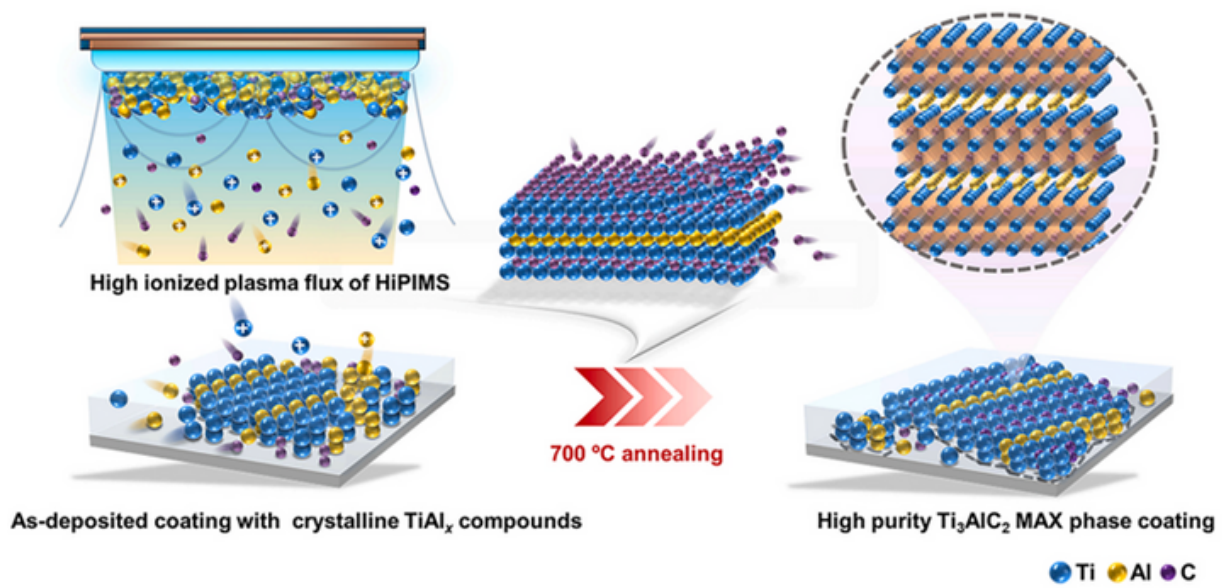 High ionized plasma flux of HiPIMS
700 ºC annealing
As-deposited coating with crystalline TiAlₓ compounds
High purity Ti₃AlC₂ MAX phase coating
Ti Al C